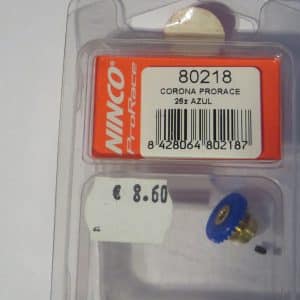 NINCO
ProRace
80218
CORONA PRORACE
26z AZUL
8 428064 802187
€ 8.60